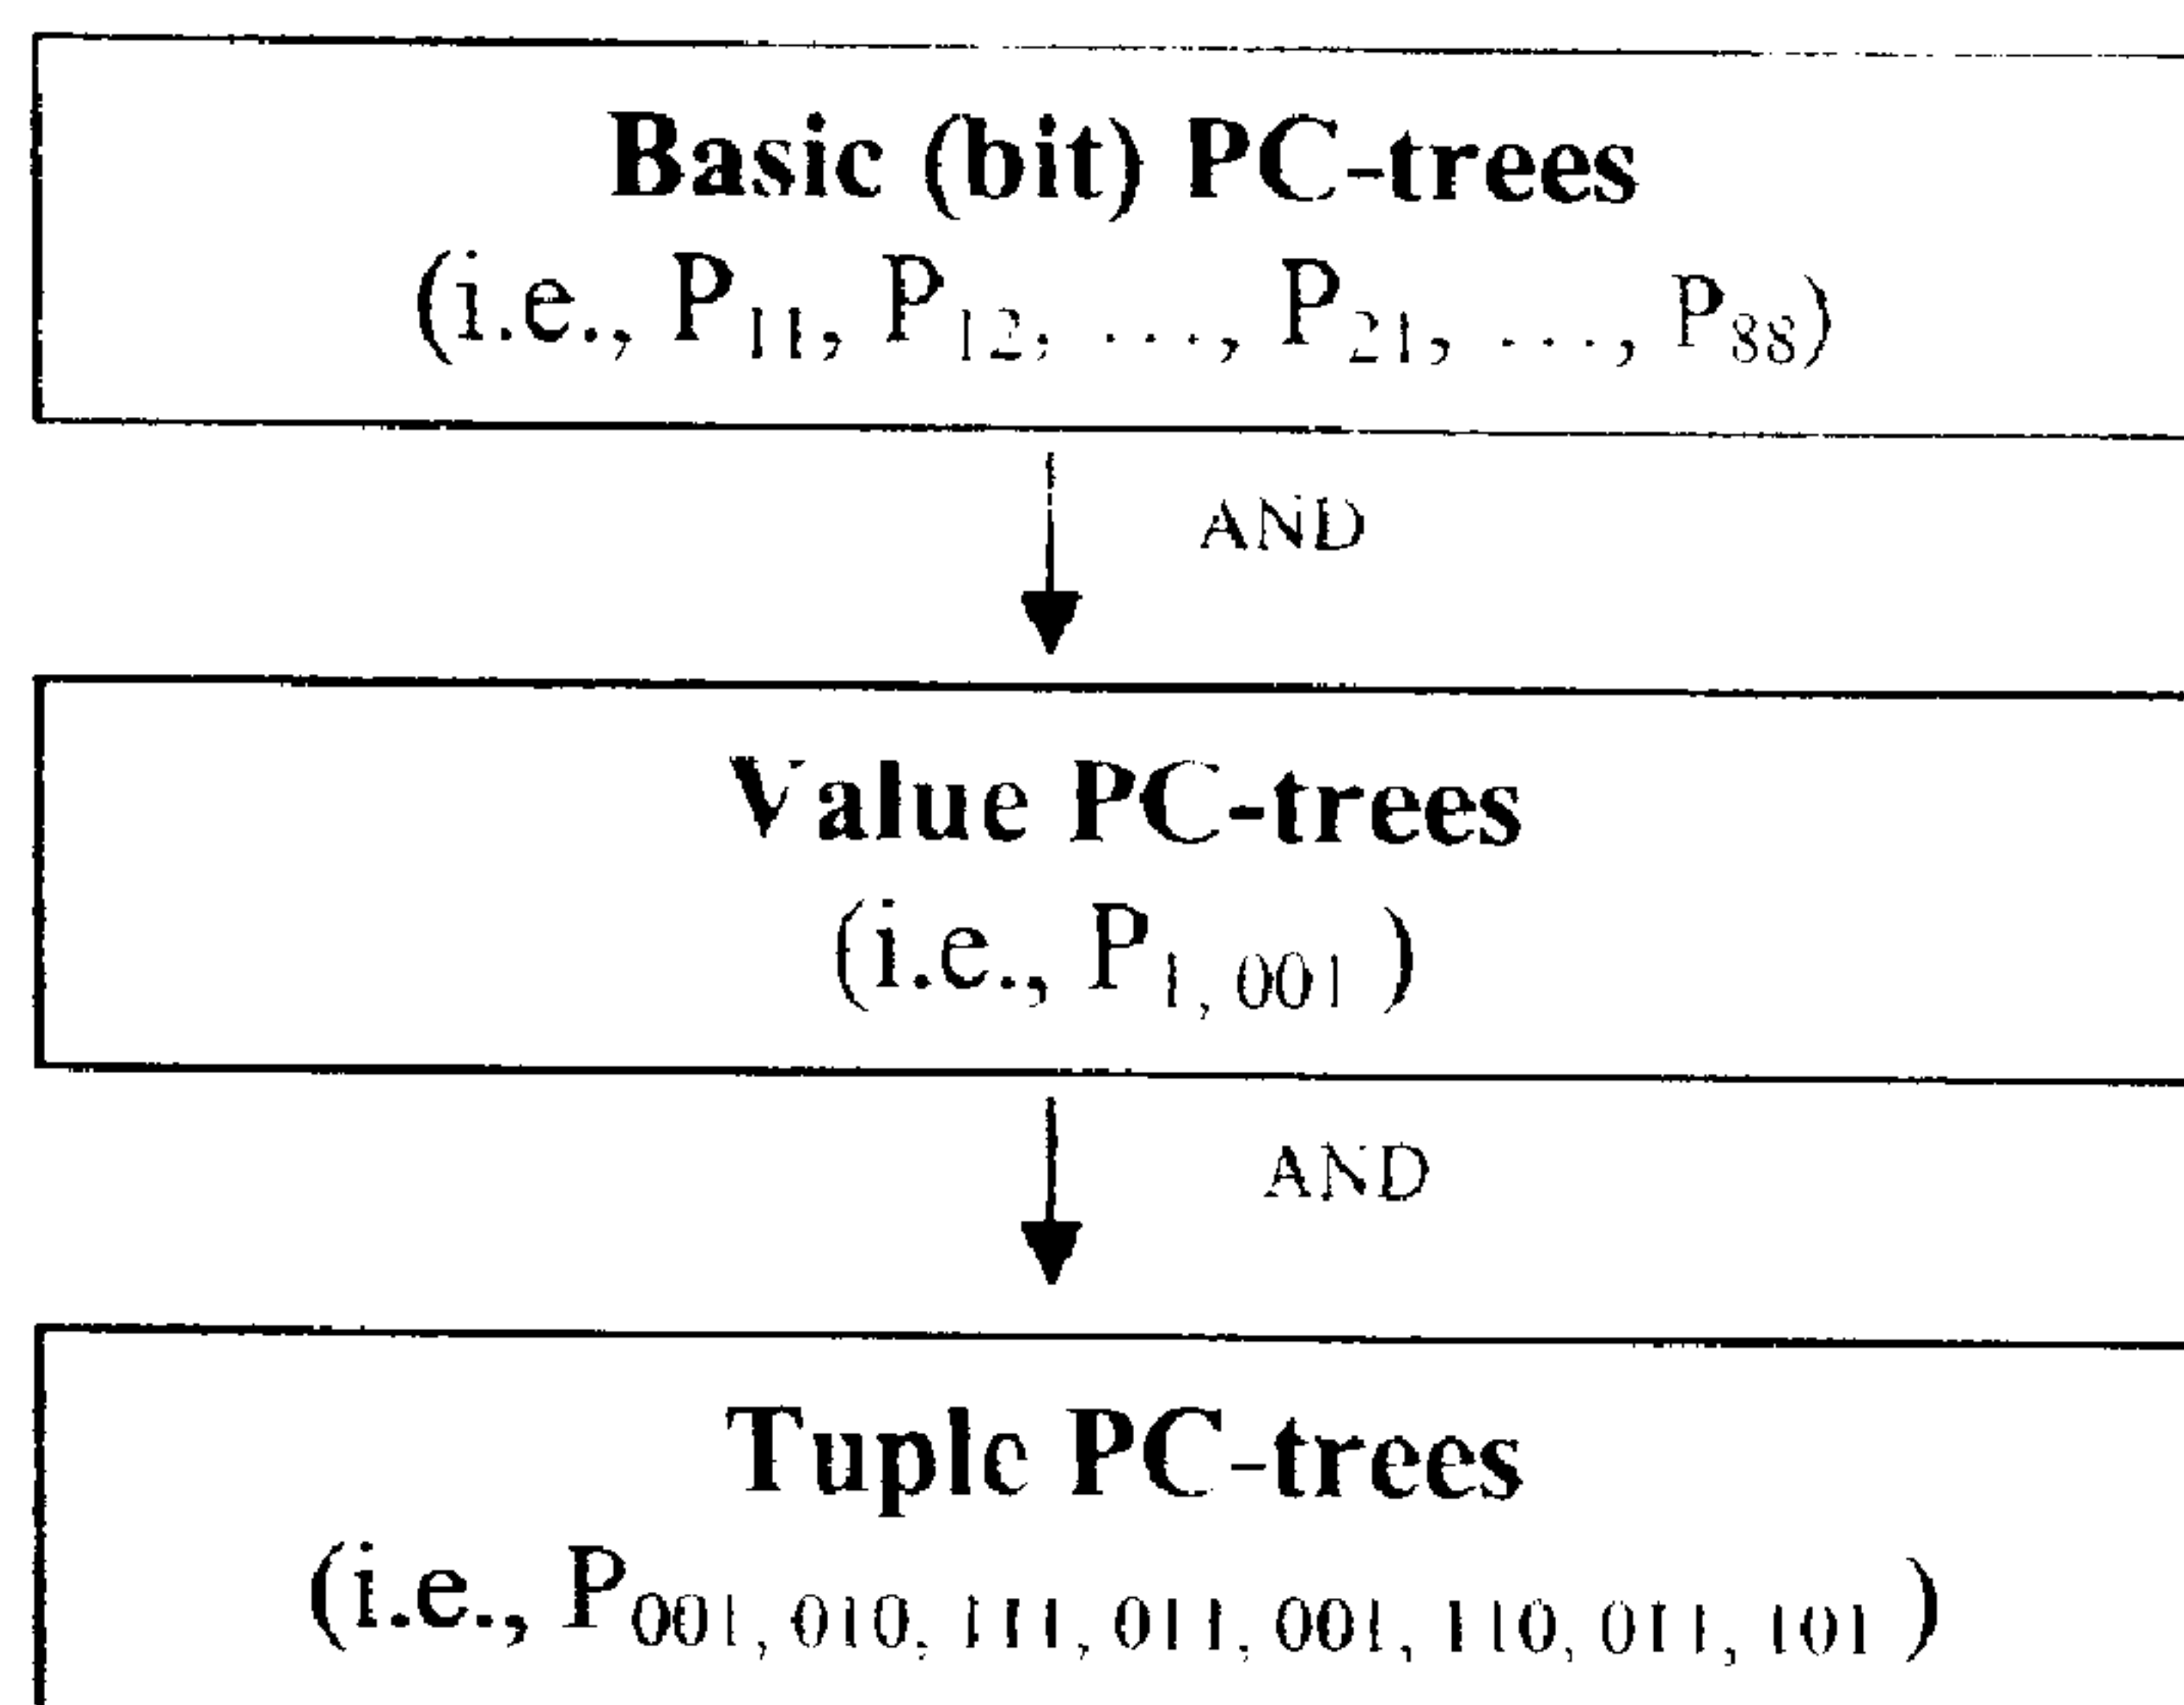 Basic (bit) PC-trees
(i.e., P₁₁, P₁₂, ..., P₂₁, ..., P₈₈)
AND
Value PC-trees
(i.e., P₁,₀₀₁ )
AND
Tuple PC-trees
(i.e., P₀₀₁,₀₁₀,₁₁₁,₀₁₁,₀₀₁,₁₁₀,₀₁₁,₁₀₁ )